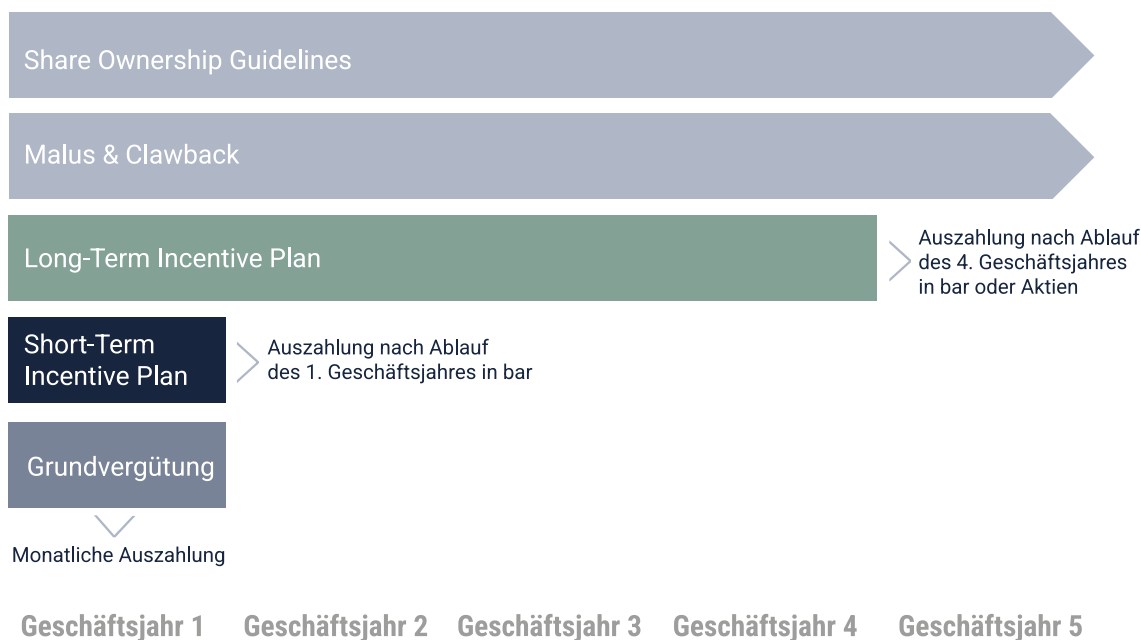 Share Ownership Guidelines
Malus & Clawback
Long-Term Incentive Plan
Auszahlung nach Ablauf
des 4. Geschäftsjahres
in bar oder Aktien
Short-Term
Incentive Plan
Auszahlung nach Ablauf
des 1. Geschäftsjahres in bar
Grundvergütung
Monatliche Auszahlung
Geschäftsjahr 1 Geschäftsjahr 2 Geschäftsjahr 3 Geschäftsjahr 4 Geschäftsjahr 5